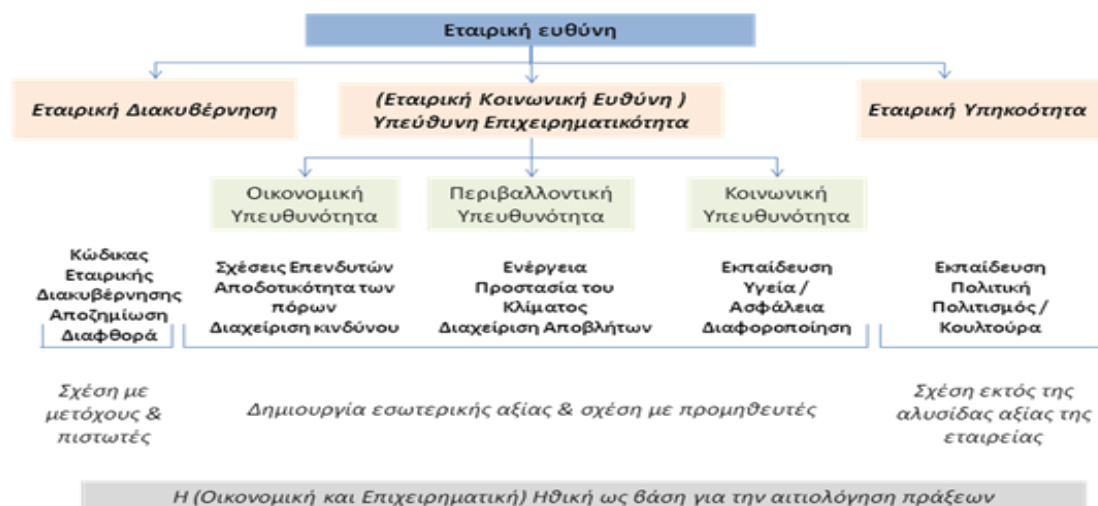 Εταιρική ευθύνη
Εταιρική Διακυβέρνηση
(Εταιρική Κοινωνική Ευθύνη )
Υπεύθυνη Επιχειρηματικότητα
Εταιρική Υπηκοότητα
Οικονομική
Υπευθυνότητα
Περιβαλλοντική
Υπευθυνότητα
Κοινωνική
Υπευθυνότητα
Κώδικας
Εταιρικής
Διακυβέρνησης
Αποζημίωση
Διαφθορά
Σχέσεις Επενδυτών
Αποδοτικότητα των
πόρων
Διαχείριση κινδύνου
Ενέργεια
Προστασία του
Κλίματος
Διαχείριση Αποβλήτων
Εκπαίδευση
Υγεία /
Ασφάλεια
Διαφοροποίηση
Εκπαίδευση
Πολιτική
Πολιτισμός /
Κουλτούρα
Σχέση με
μετόχους &
πιστωτές
Δημιουργία εσωτερικής αξίας & σχέση με προμηθευτές
Σχέση εκτός της
αλυσίδας αξίας της
εταιρείας
Η (Οικονομική και Επιχειρηματική) Ηθική ως βάση για την αιτιολόγηση πράξεων